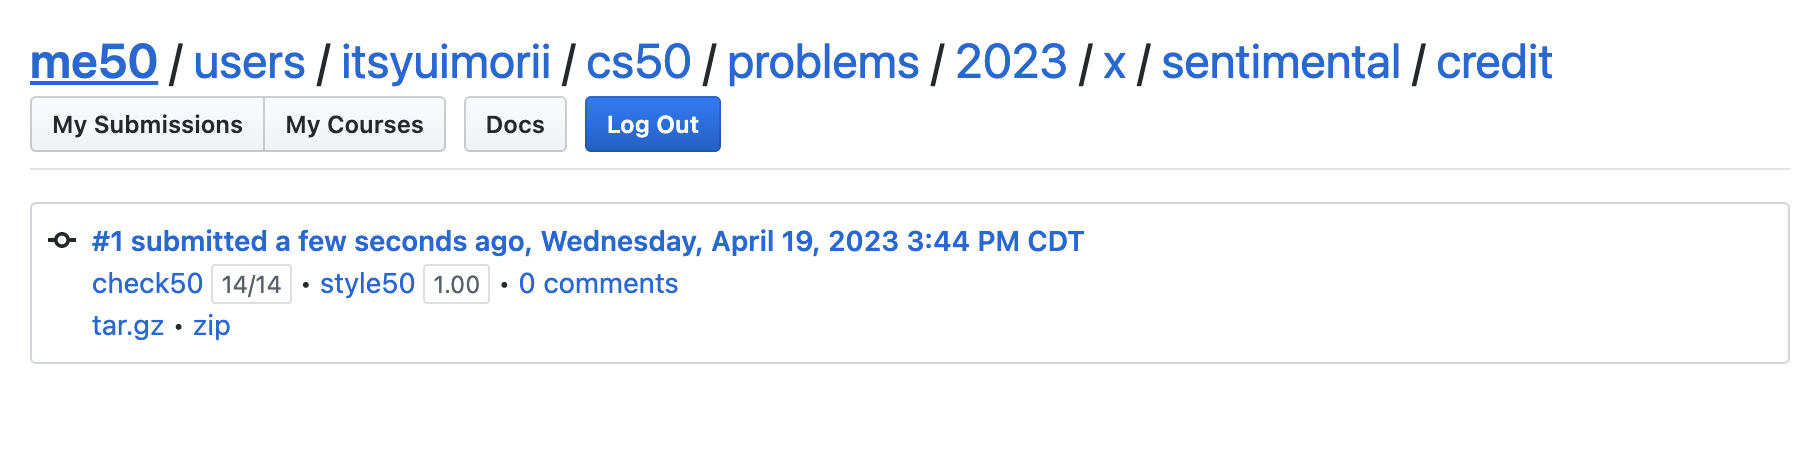 me50 / users / itsyuimorii / cs50 / problems / 2023 / x / sentimental / credit
My Submissions My Courses Docs Log Out
#1 submitted a few seconds ago, Wednesday, April 19, 2023 3:44 PM CDT
check50 14/14 • style50 1.00 • 0 comments
tar.gz • zip